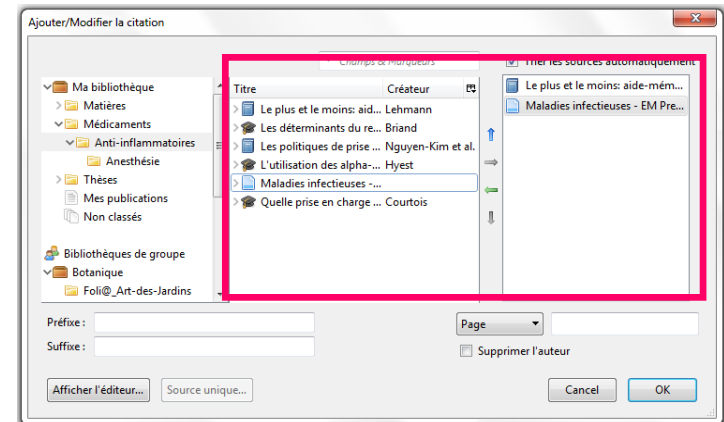 Ajouter/Modifier la citation
Champs & Marqueurs
Trier les sources automatiquement
Ma bibliothèque
Matières
Médicaments
Anti-inflammatoires
Anesthésie
Thèses
Mes publications
Non classés
Bibliothèques de groupe
Botanique
Foli@_Art-des-Jardins
Titre Créateur
Le plus et le moins: aid... Lehmann
Les déterminants du re... Briand
Les politiques de prise ... Nguyen-Kim et al.
L'utilisation des alpha-... Hyest
Maladies infectieuses -...
Quelle prise en charge ... Courtois
Le plus et le moins: aide-mém...
Maladies infectieuses - EM Pre...
Préfixe :
Suffixe :
Page
Supprimer l'auteur
Afficher l'éditeur... Source unique... Cancel OK